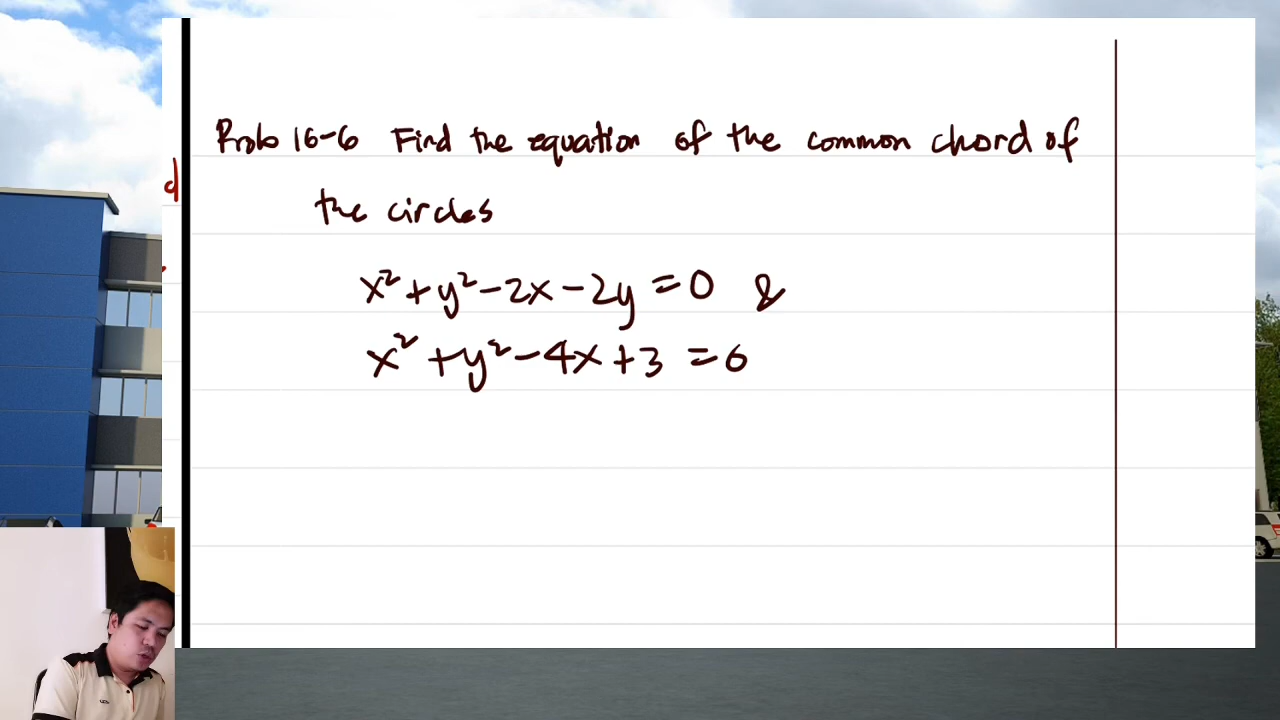 Prob 16-6 Find the equation of the common chord of
the circles
x² + y² - 2x - 2y = 0 &
x² + y² - 4x + 3 = 0